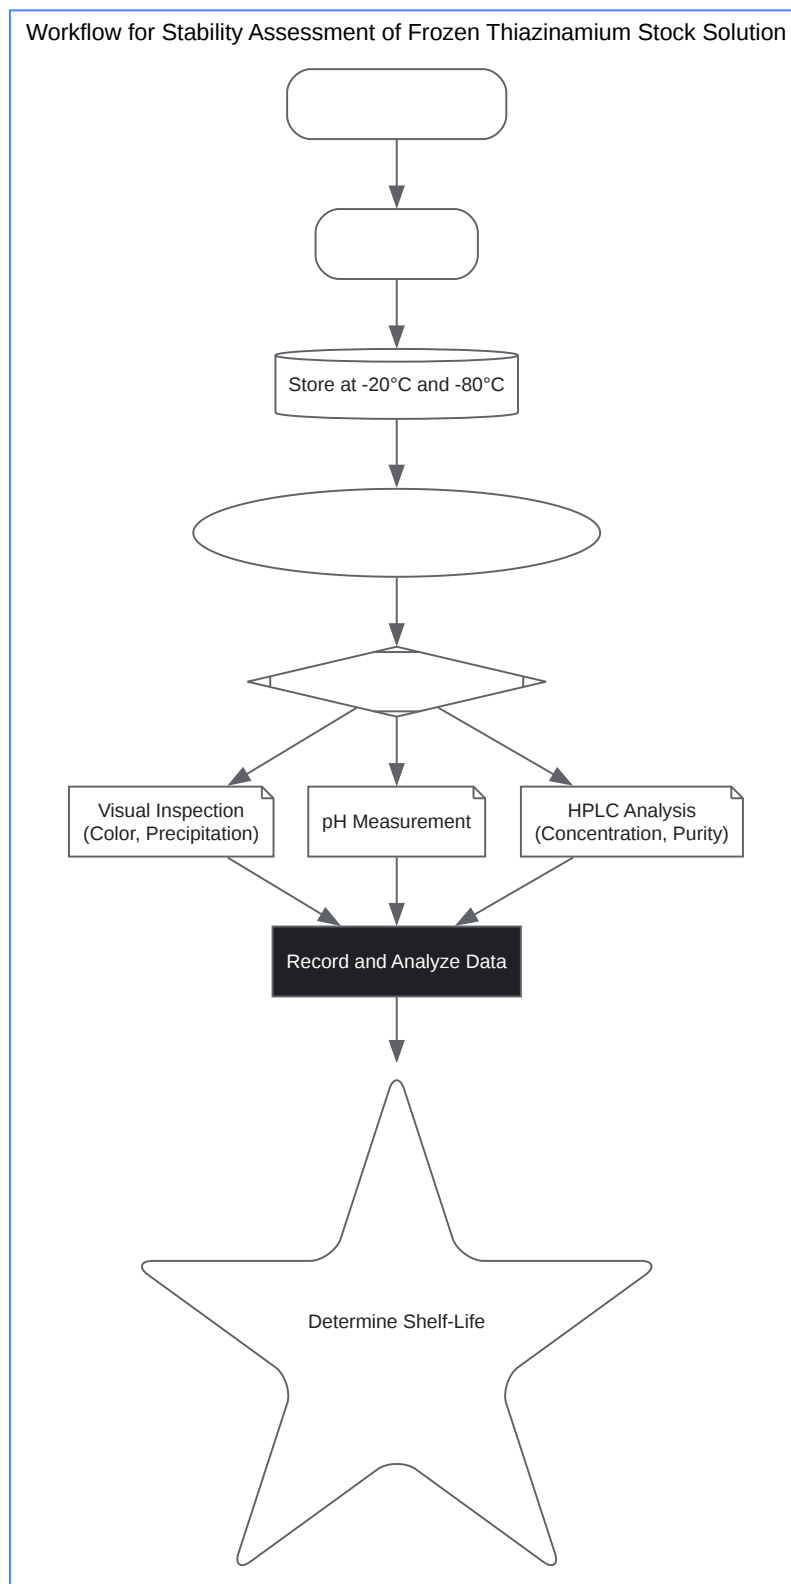 Workflow for Stability Assessment of Frozen Thiazinamium Stock Solution
Store at -20°C and -80°C
Visual Inspection
(Color, Precipitation)
pH Measurement
HPLC Analysis
(Concentration, Purity)
Record and Analyze Data
Determine Shelf-Life